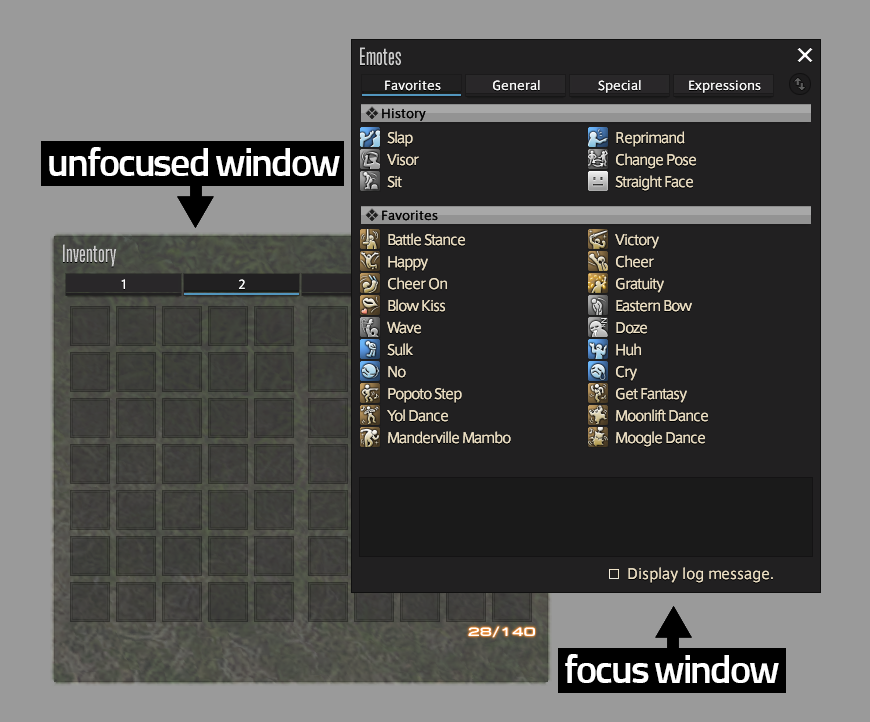 Emotes
Favorites General Special Expressions
History
Slap Reprimand
Visor Change Pose
Sit Straight Face
Favorites
Battle Stance Victory
Happy Cheer
Cheer On Gratuity
Blow Kiss Eastern Bow
Wave Doze
Sulk Huh
No Cry
Popoto Step Get Fantasy
Yol Dance Moonlift Dance
Manderville Mambo Moogle Dance
Display log message.
unfocused window
Inventory
1 2
28/140
focus window